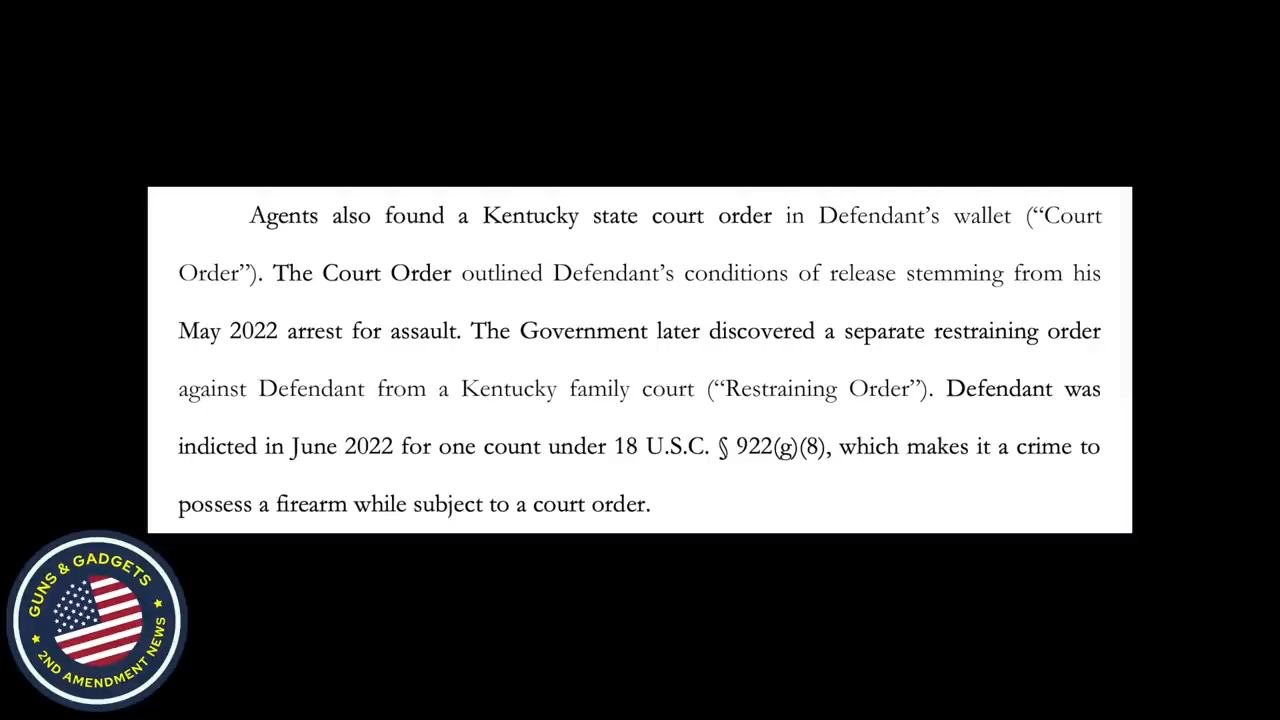 Agents also found a Kentucky state court order in Defendant’s wallet (“Court
Order”). The Court Order outlined Defendant’s conditions of release stemming from his
May 2022 arrest for assault. The Government later discovered a separate restraining order
against Defendant from a Kentucky family court (“Restraining Order”). Defendant was
indicted in June 2022 for one count under 18 U.S.C. § 922(g)(8), which makes it a crime to
possess a firearm while subject to a court order.
GUNS & GADGETS
2ND AMENDMENT NEWS